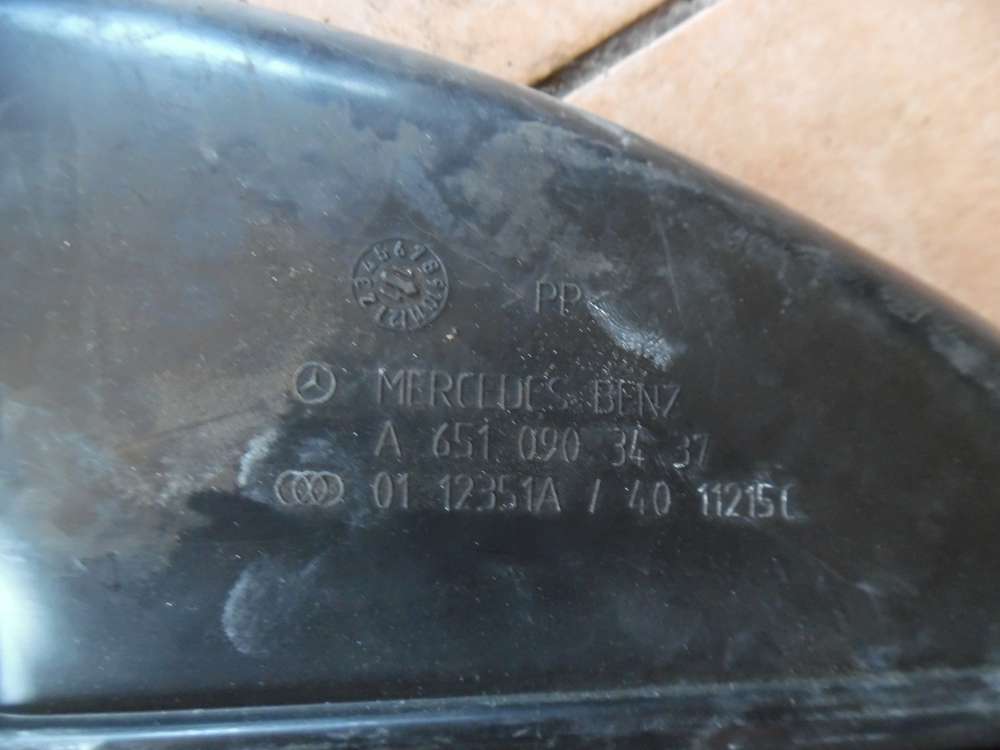 >PP<
MERCEDES-BENZ
A 651 090 34 37
01 12351A / 40 11215C